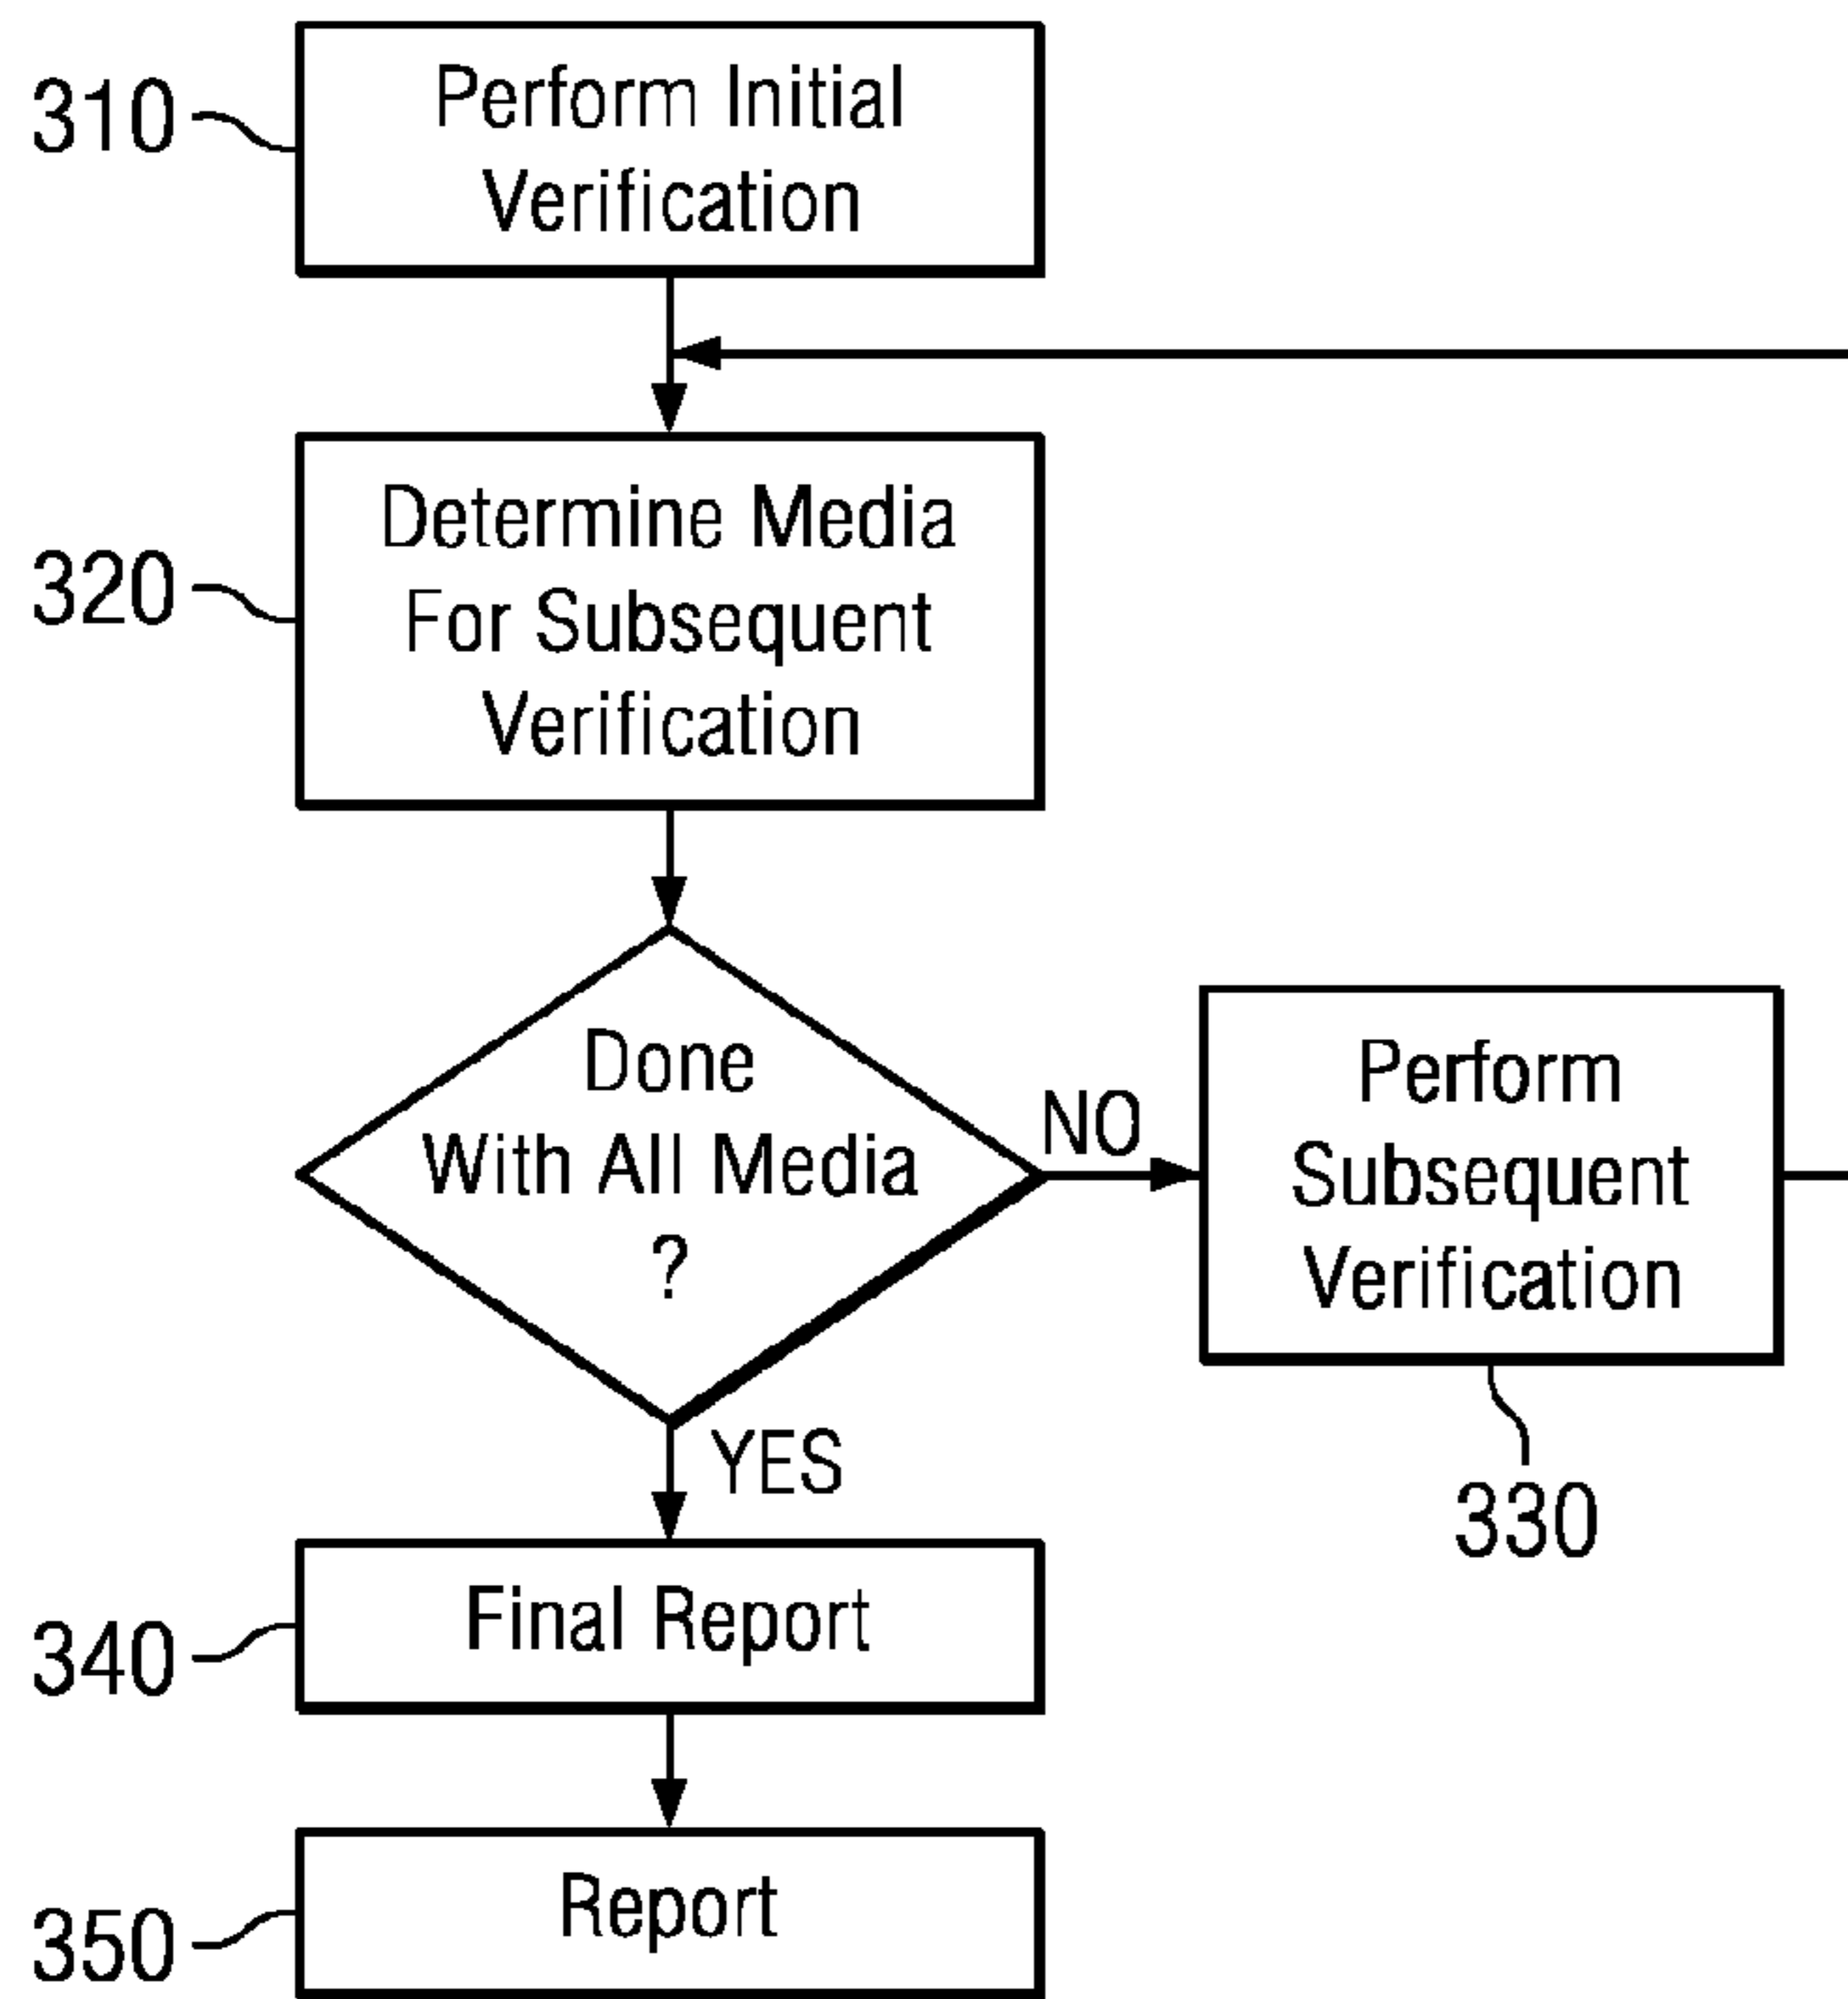 310
Perform Initial
Verification
320
Determine Media
For Subsequent
Verification
Done
With All Media
?
NO
Perform
Subsequent
Verification
330
YES
340
Final Report
350
Report